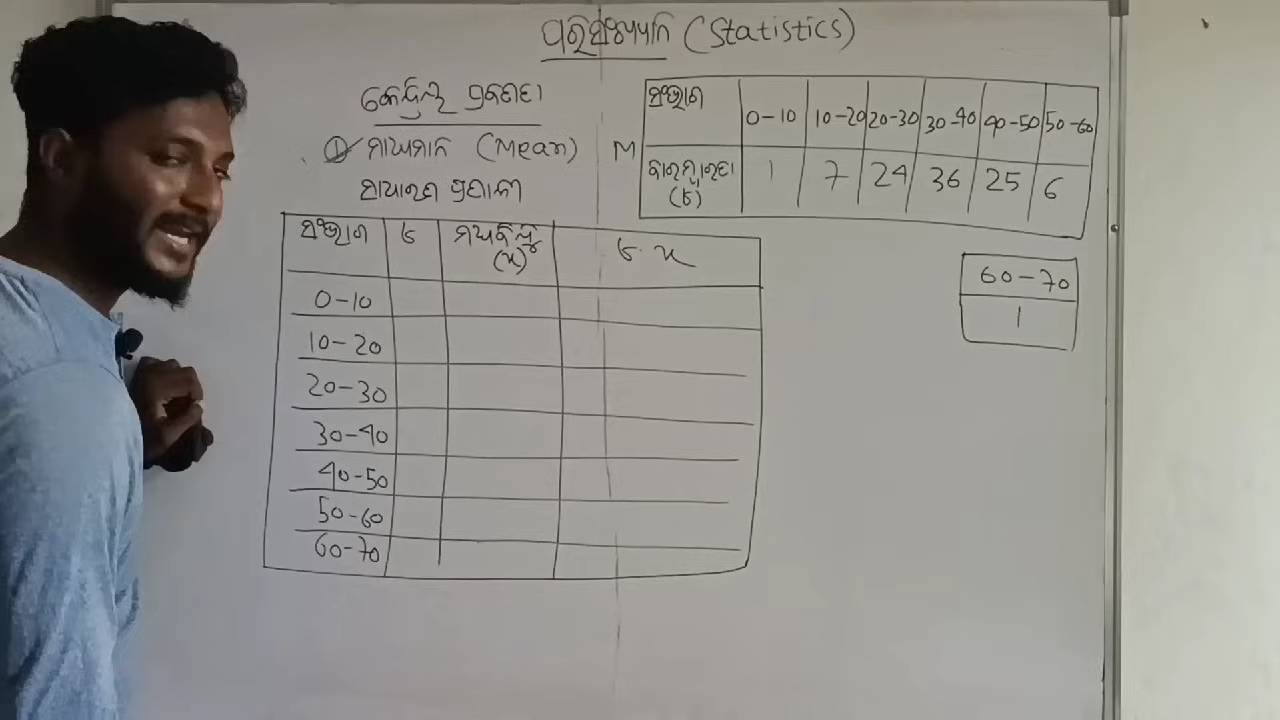 ପରିସଂଖ୍ୟାନ (Statistics)
କେନ୍ଦ୍ରୀୟ ପ୍ରବଣତା
① ମାଧ୍ୟମାନ (Mean)
ସାଧାରଣ ପ୍ରଣାଳୀ
M
ସଂଭାଗ 0-10 10-20 20-30 30-40 40-50 50-60
ବାରମ୍ବାରତା (f) 1 7 24 36 25 6
60-70
1
ସଂଭାଗ f ମଧ୍ୟବିନ୍ଦୁ (x) f.x
0-10
10-20
20-30
30-40
40-50
50-60
60-70